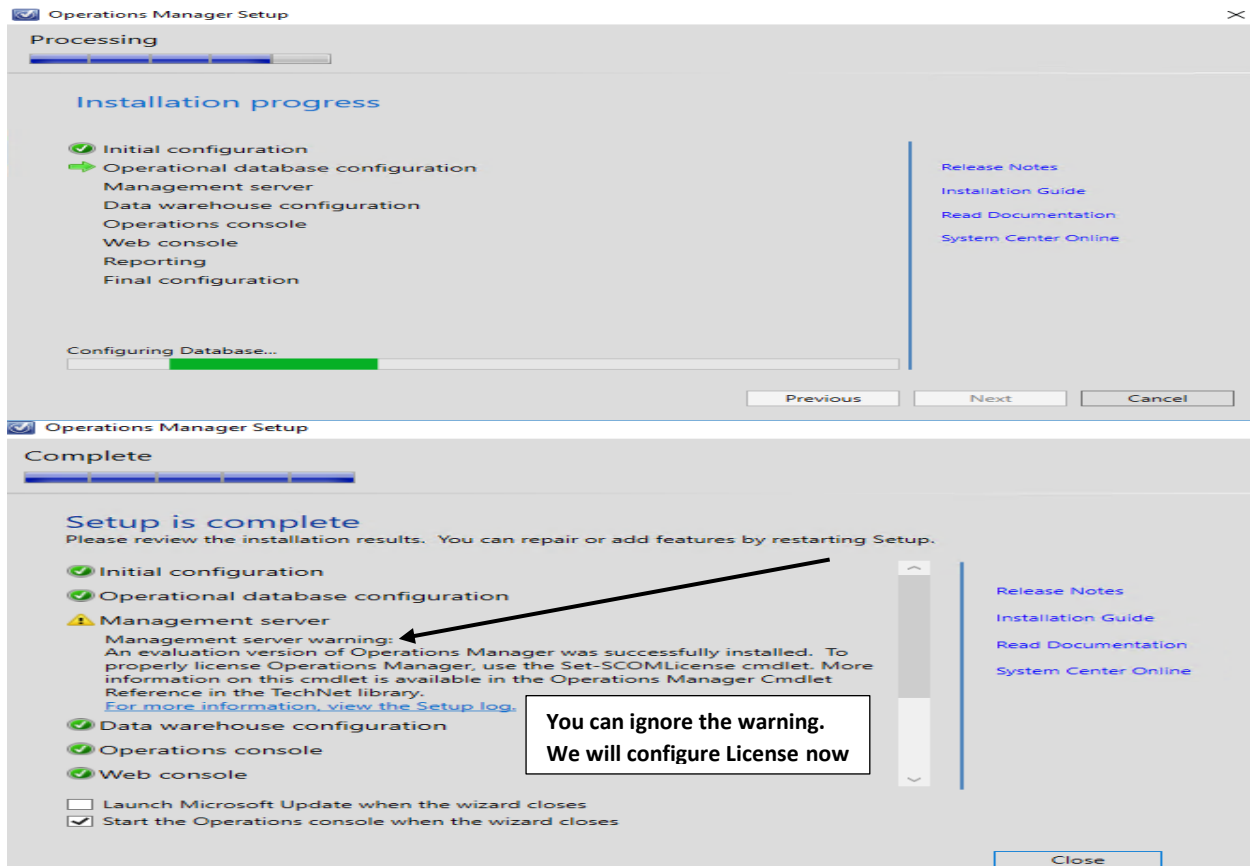 Operations Manager Setup
Processing
Installation progress
Initial configuration
Operational database configuration
Management server
Data warehouse configuration
Operations console
Web console
Reporting
Final configuration
Release Notes
Installation Guide
Read Documentation
System Center Online
Configuring Database...
Previous
Next
Cancel
Operations Manager Setup
Complete
Setup is complete
Please review the installation results. You can repair or add features by restarting Setup.
Initial configuration
Operational database configuration
Management server
Management server warning:
An evaluation version of Operations Manager was successfully installed. To
properly license Operations Manager, use the Set-SCOMLicense cmdlet. More
information on this cmdlet is available in the Operations Manager Cmdlet
Reference in the TechNet library.
For more information, view the Setup log.
Data warehouse configuration
Operations console
Web console
You can ignore the warning.
We will configure License now
Release Notes
Installation Guide
Read Documentation
System Center Online
Launch Microsoft Update when the wizard closes
Start the Operations console when the wizard closes
Close